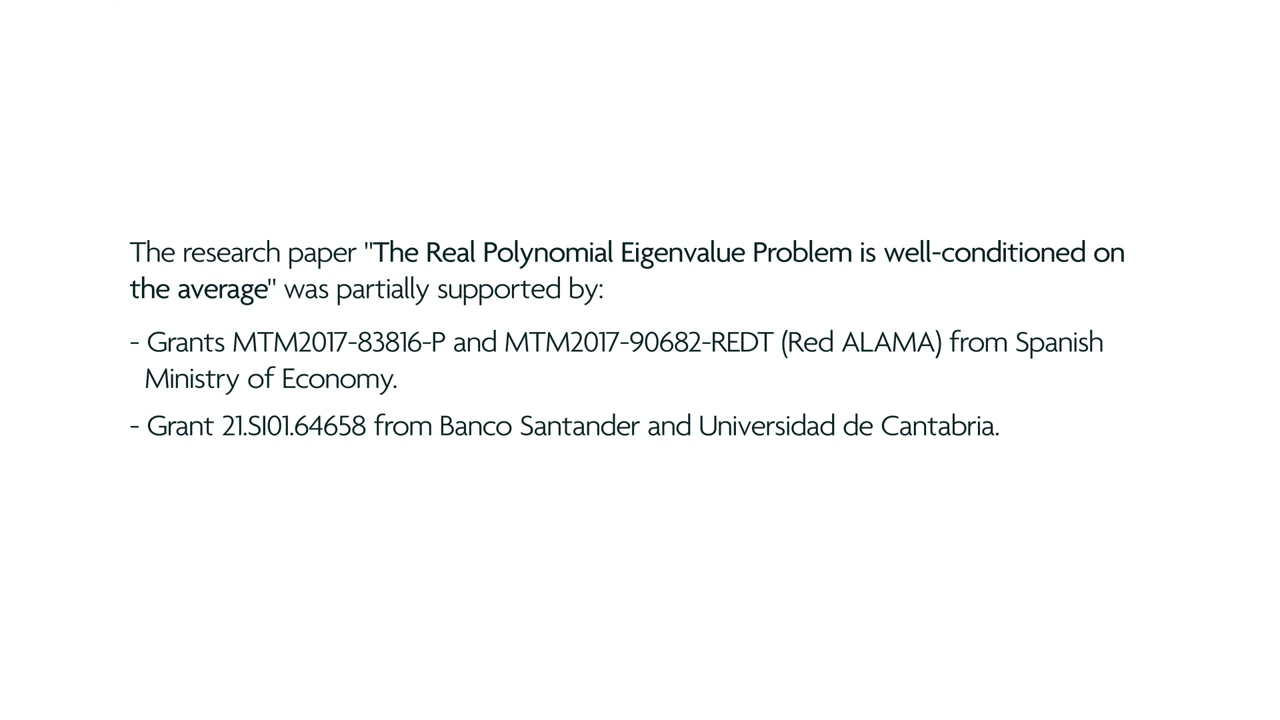 The research paper "The Real Polynomial Eigenvalue Problem is well-conditioned on
the average" was partially supported by:
- Grants MTM2017-83816-P and MTM2017-90682-REDT (Red ALAMA) from Spanish
Ministry of Economy.
- Grant 21.SI01.64658 from Banco Santander and Universidad de Cantabria.